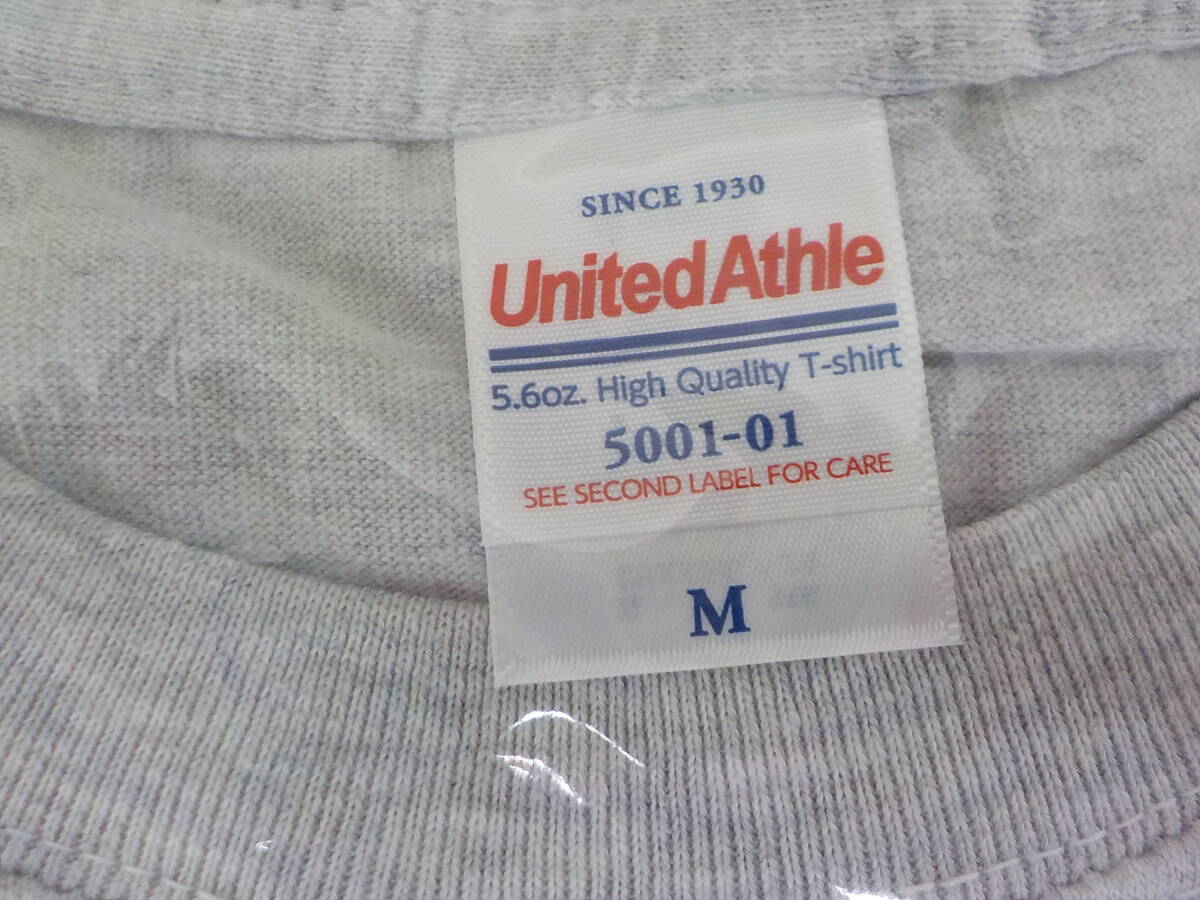 SINCE 1930
United Athle
5.6oz. High Quality T-shirt
5001-01
SEE SECOND LABEL FOR CARE
M